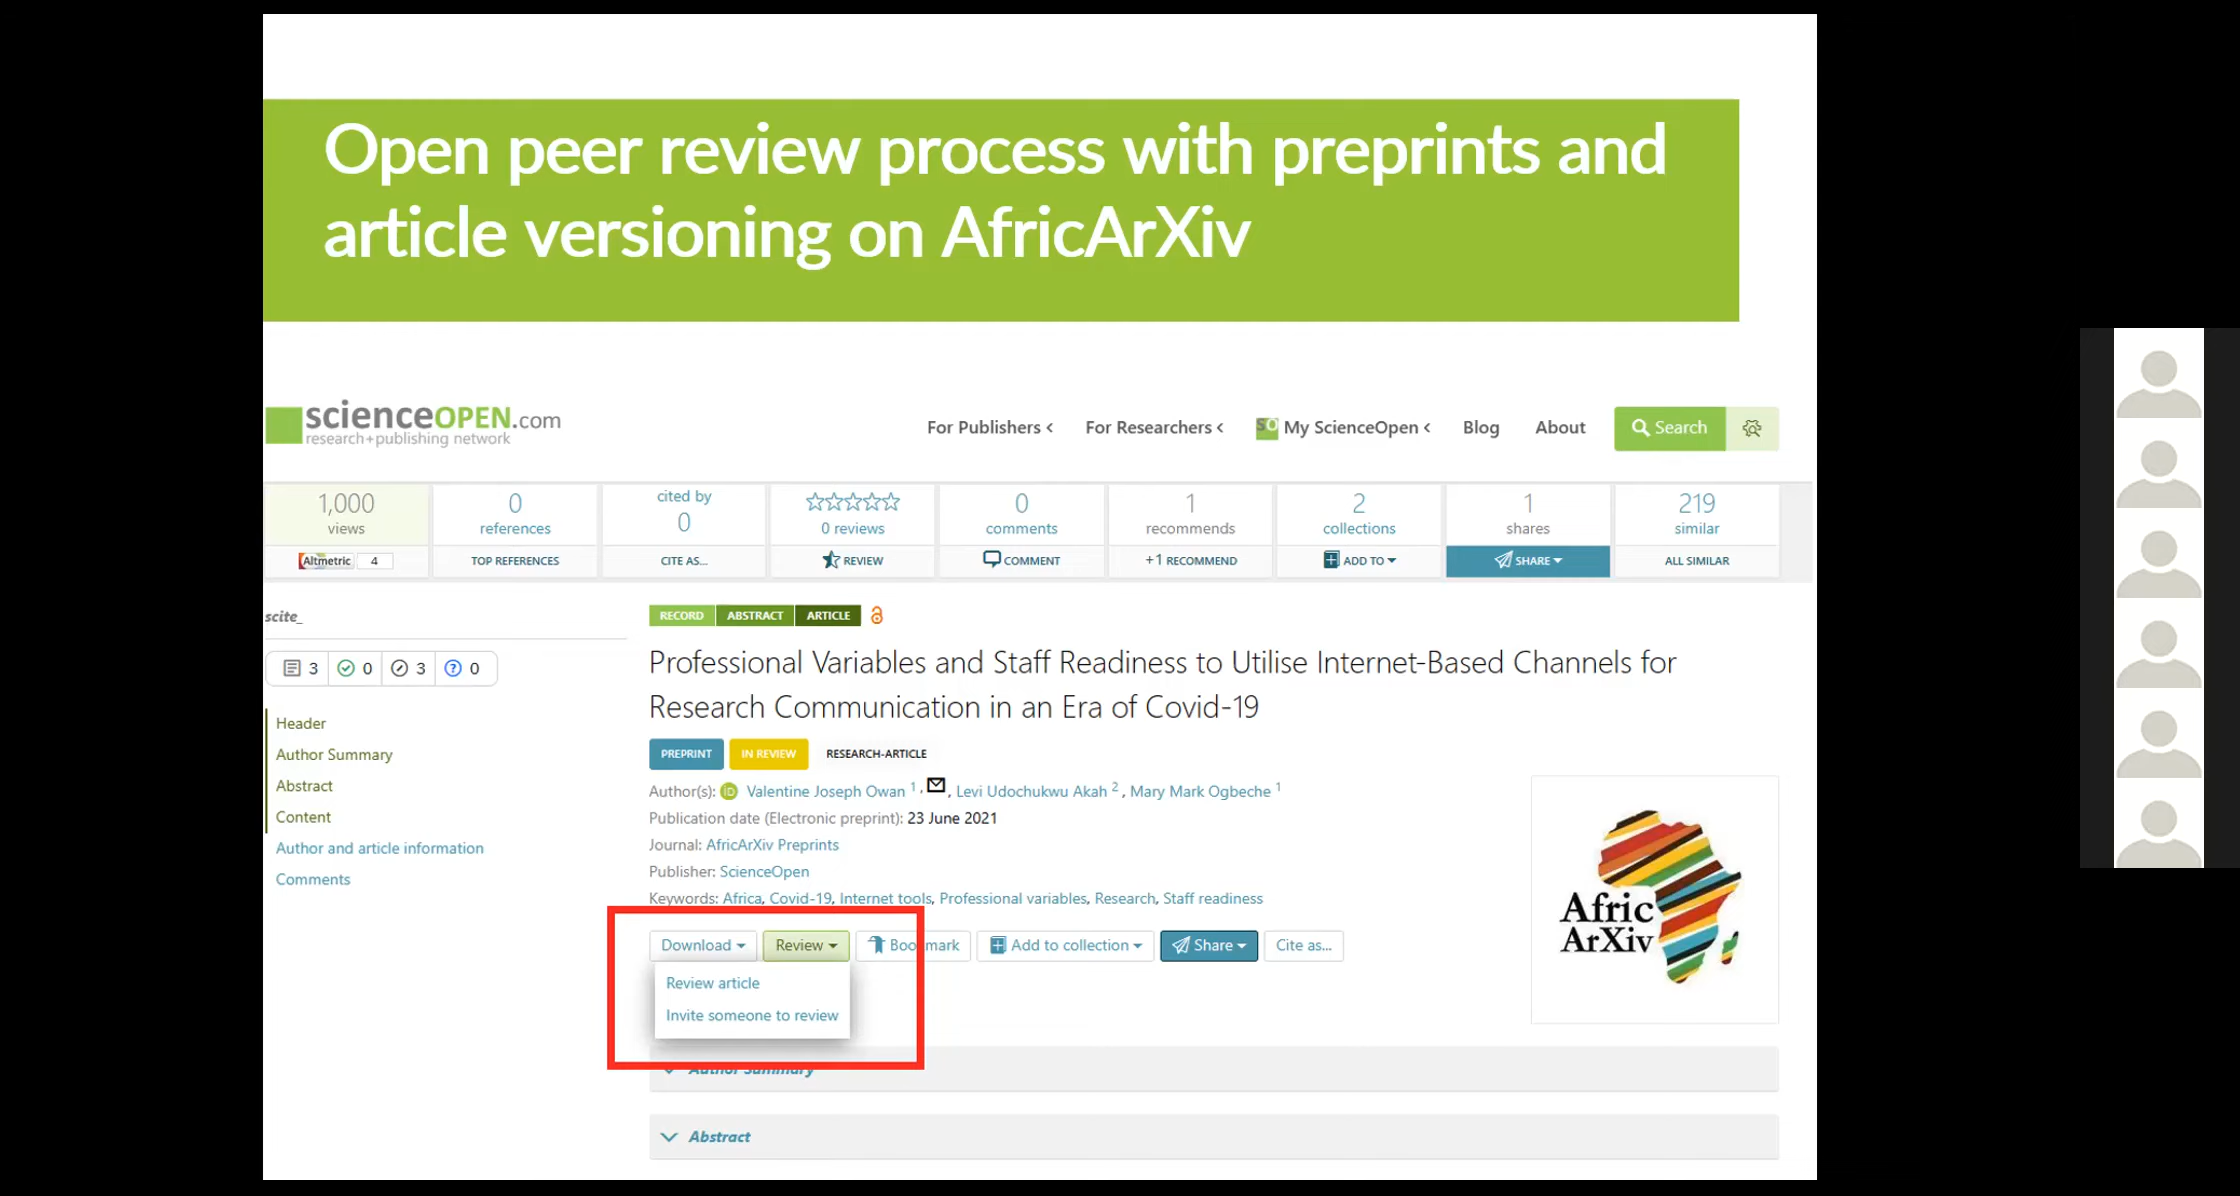 Open peer review process with preprints and
article versioning on AfricArXiv
scienceOPEN.com
research+publishing network
For Publishers
For Researchers
SO My ScienceOpen
Blog
About
Search
1,000
views
Altmetric 4
0
references
TOP REFERENCES
cited by
0
CITE AS...
0 reviews
REVIEW
0
comments
COMMENT
1
recommends
+1 RECOMMEND
2
collections
ADD TO
1
shares
SHARE
219
similar
ALL SIMILAR
scite_
3 0 3 0
Header
Author Summary
Abstract
Content
Author and article information
Comments
RECORD ABSTRACT ARTICLE
Professional Variables and Staff Readiness to Utilise Internet-Based Channels for
Research Communication in an Era of Covid-19
PREPRINT IN REVIEW RESEARCH-ARTICLE
Author(s): iD Valentine Joseph Owan 1, , Levi Udochukwu Akah 2, Mary Mark Ogbeche 1
Publication date (Electronic preprint): 23 June 2021
Journal: AfricArXiv Preprints
Publisher: ScienceOpen
Keywords: Africa, Covid-19, Internet tools, Professional variables, Research, Staff readiness
Download Review Bookmark Add to collection Share Cite as...
Review article
Invite someone to review
Afric
ArXiv
Author Summary
Abstract